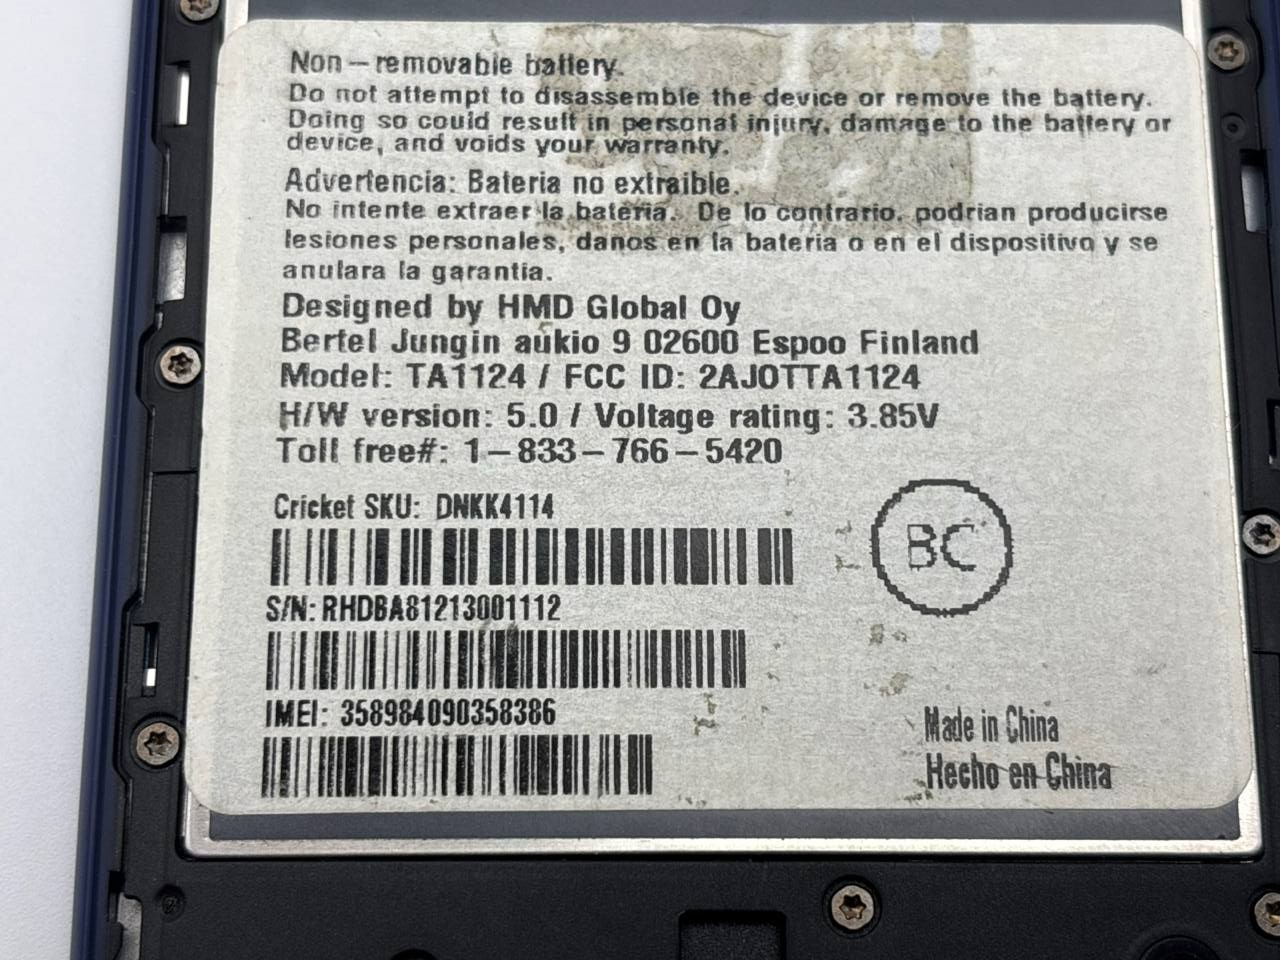 Non-removable battery.
Do not attempt to disassemble the device or remove the battery.
Doing so could result in personal injury, damage to the battery or
device, and voids your warranty.
Advertencia: Bateria no extraible.
No intente extraer la bateria. De lo contrario, podrian producirse
lesiones personales, danos en la bateria o en el dispositivo y se
anulara la garantia.
Designed by HMD Global Oy
Bertel Jungin aukio 9 02600 Espoo Finland
Model: TA1124 / FCC ID: 2AJOTTA1124
H/W version: 5.0 / Voltage rating: 3.85V
Toll free#: 1-833-766-5420
Cricket SKU: DNKK4114
BC
S/N: RHDBA81213001112
IMEI: 358984090358386
Made in China
Hecho en China